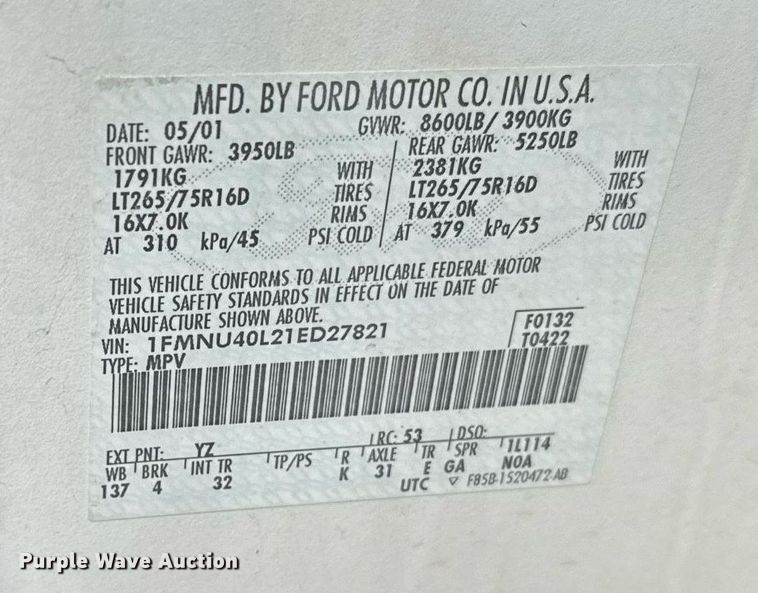 MFD. BY FORD MOTOR CO. IN U.S.A.
DATE: 05/01 GVWR: 8600LB/ 3900KG
FRONT GAWR: 3950LB REAR GAWR: 5250LB
1791KG WITH 2381KG WITH
LT265/75R16D TIRES LT265/75R16D TIRES
16X7.0K RIMS 16X7.0K RIMS
AT 310 kPa/45 PSI COLD AT 379 kPa/55 PSI COLD
THIS VEHICLE CONFORMS TO ALL APPLICABLE FEDERAL MOTOR
VEHICLE SAFETY STANDARDS IN EFFECT ON THE DATE OF
MANUFACTURE SHOWN ABOVE.
VIN: 1FMNU40L21ED27821 F0132
TYPE: MPV T0422
EXT PNT: YZ RC: 53 DSO:
WB BRK INT TR TP/PS R AXLE TR SPR 1L114
137 4 32 K 31 E GA NOA
UTC F85B-1520472-AB
Purple Wave Auction